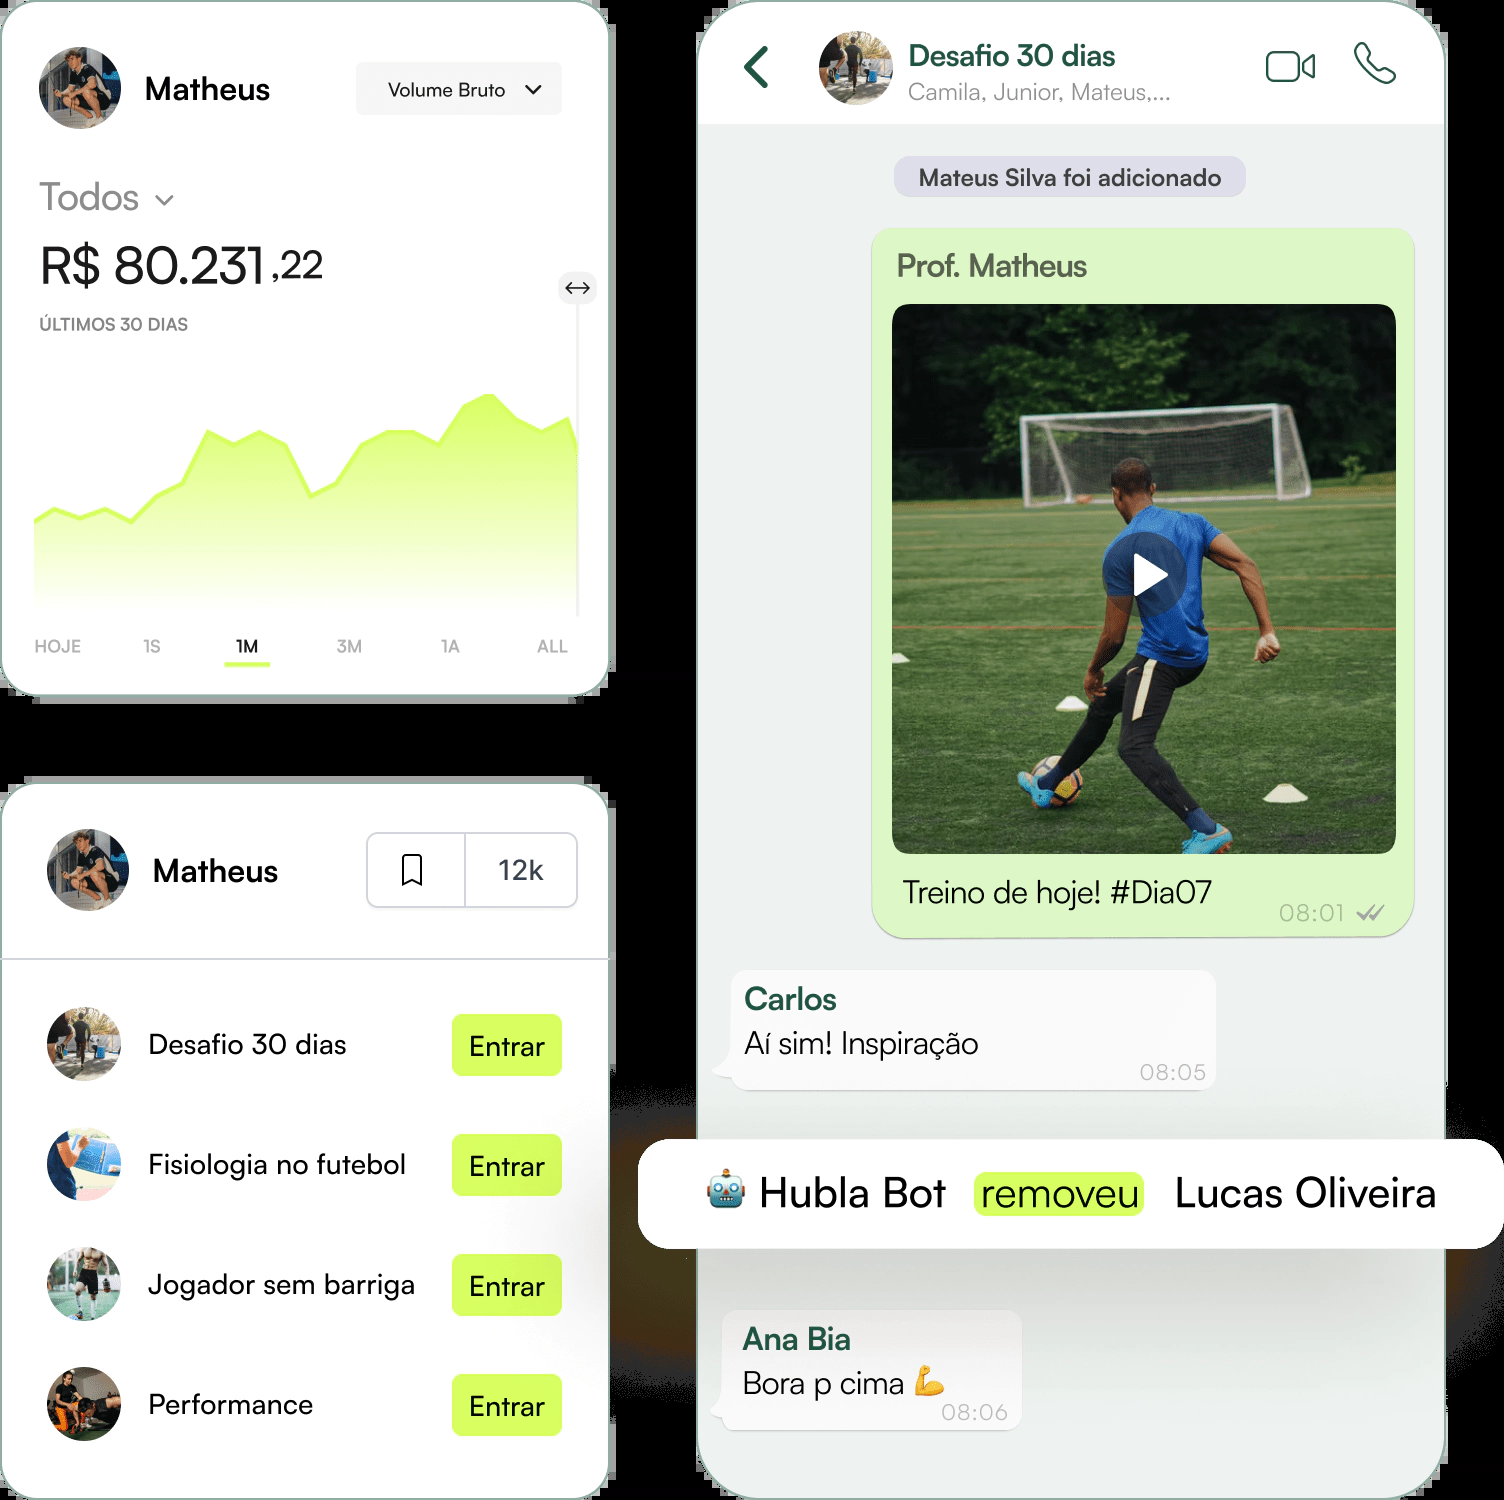 Matheus
Volume Bruto
Todos
R$ 80.231,22
ÚLTIMOS 30 DIAS
HOJE 1S 1M 3M 1A ALL
Matheus
12k
Desafio 30 dias
Entrar
Fisiologia no futebol
Entrar
Jogador sem barriga
Entrar
Performance
Entrar
Desafio 30 dias
Camila, Junior, Mateus,...
Mateus Silva foi adicionado
Prof. Matheus
Treino de hoje! #Dia07
08:01
Carlos
Aí sim! Inspiração
08:05
🤖 Hubla Bot removeu Lucas Oliveira
Ana Bia
Bora p cima 💪
08:06